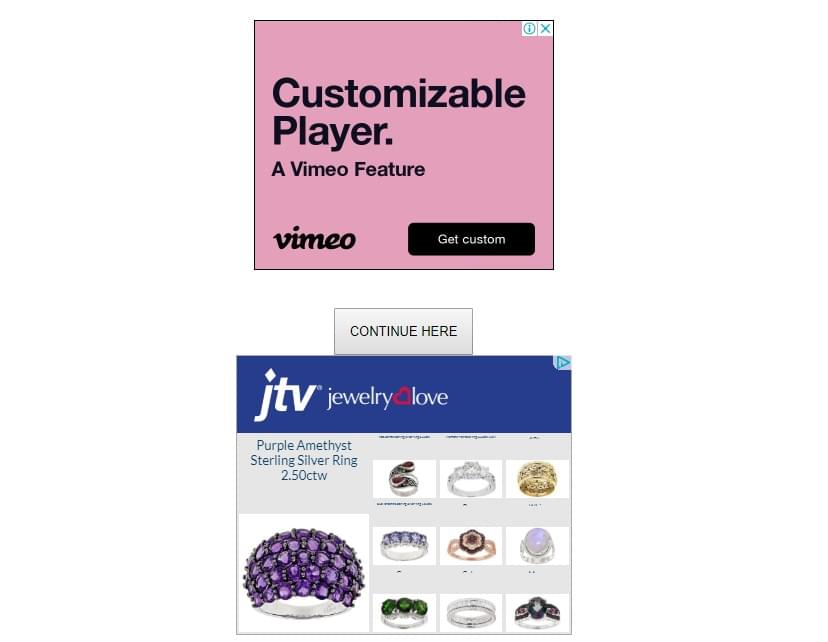 Customizable
Player.
A Vimeo Feature
vimeo
Get custom
CONTINUE HERE
jtv® jewelry love
Purple Amethyst
Sterling Silver Ring
2.50ctw